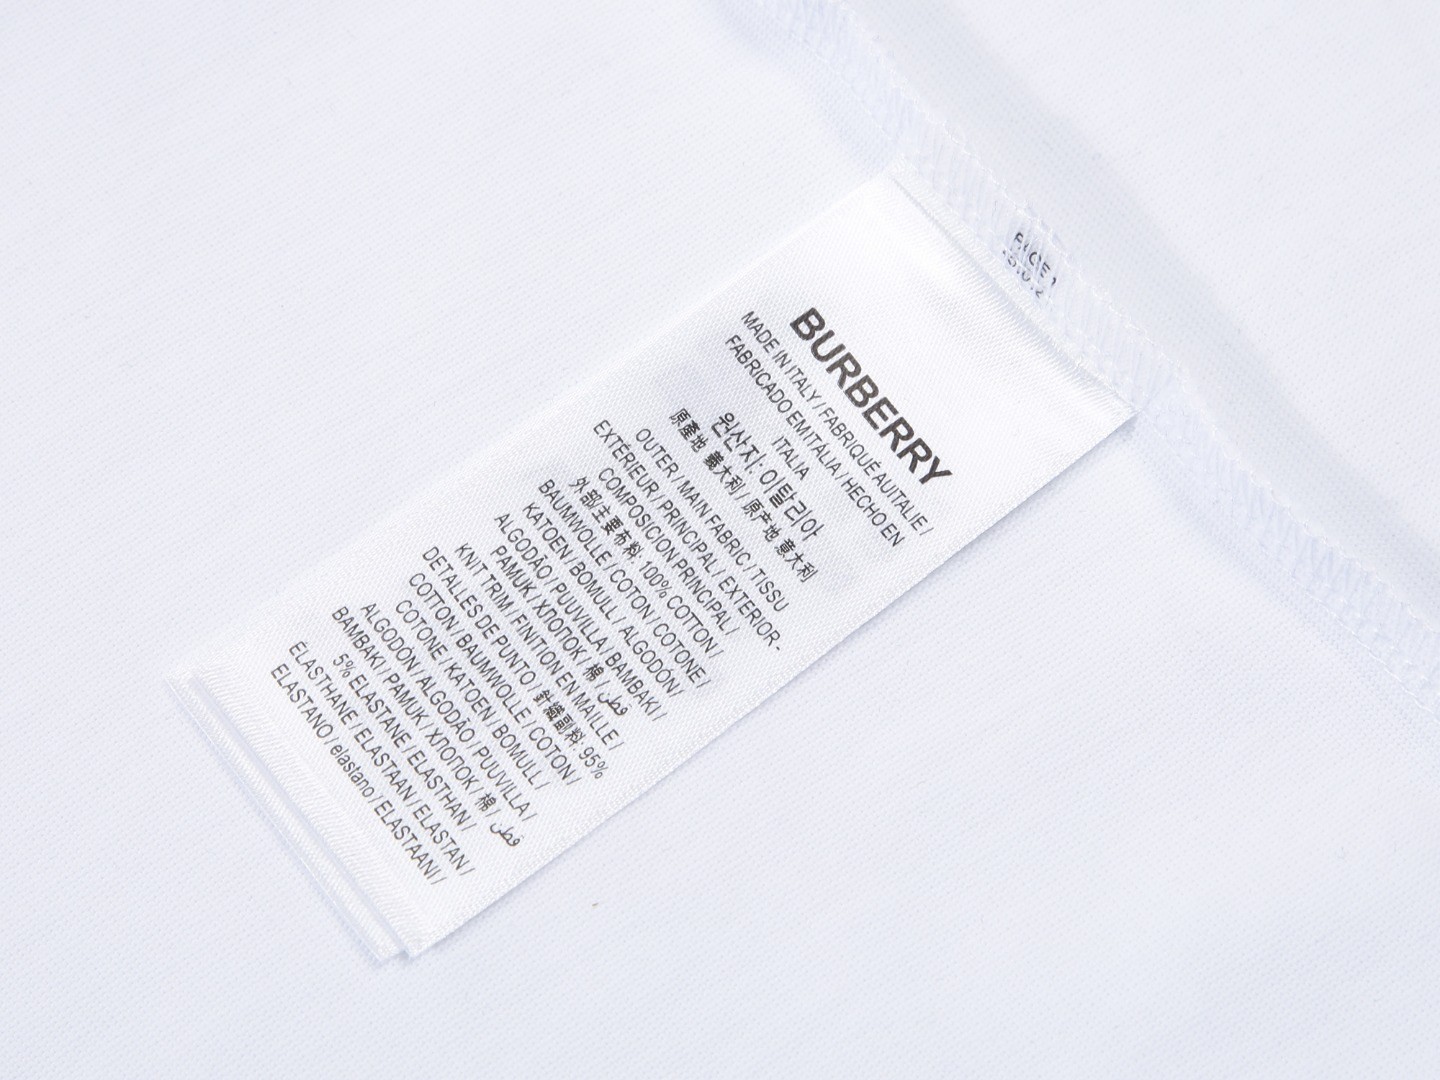 PAGE 1
BURBERRY
MADE IN ITALY / FABRIQUÉ AUITALIE /
FABRICADO EMITÁLIA / HECHO EN
ITALIA
원산지: 이탈리아
原產地 義大利 / 原产地 意大利
OUTER / MAIN FABRIC / TISSU
EXTÉRIEUR / PRINCIPAL / EXTERIOR -
COMPOSICION PRINCIPAL /
外部主要布料 100% COTTON /
BAUMWOLLE / COTON / COTONE /
KATOEN / BOMULL / ALGODÓN /
ALGODÃO / PUUVILLA / BAMBAKI /
PAMUK / ХЛОПОК / 棉 / قطن
KNIT TRIM / FINITION EN MAILLE /
DETALLES DE PUNTO / 針織副料 95%
COTTON / BAUMWOLLE / COTON /
COTONE / KATOEN / BOMULL /
ALGODÓN / ALGODÃO / PUUVILLA /
BAMBAKI / PAMUK / ХЛОПОК / 棉 / قطن
5% ELASTANE / ELASTHAN /
ÉLASTHANE / ELASTAAN / ELASTAN /
ELASTANO / elastano / ELASTAANI /